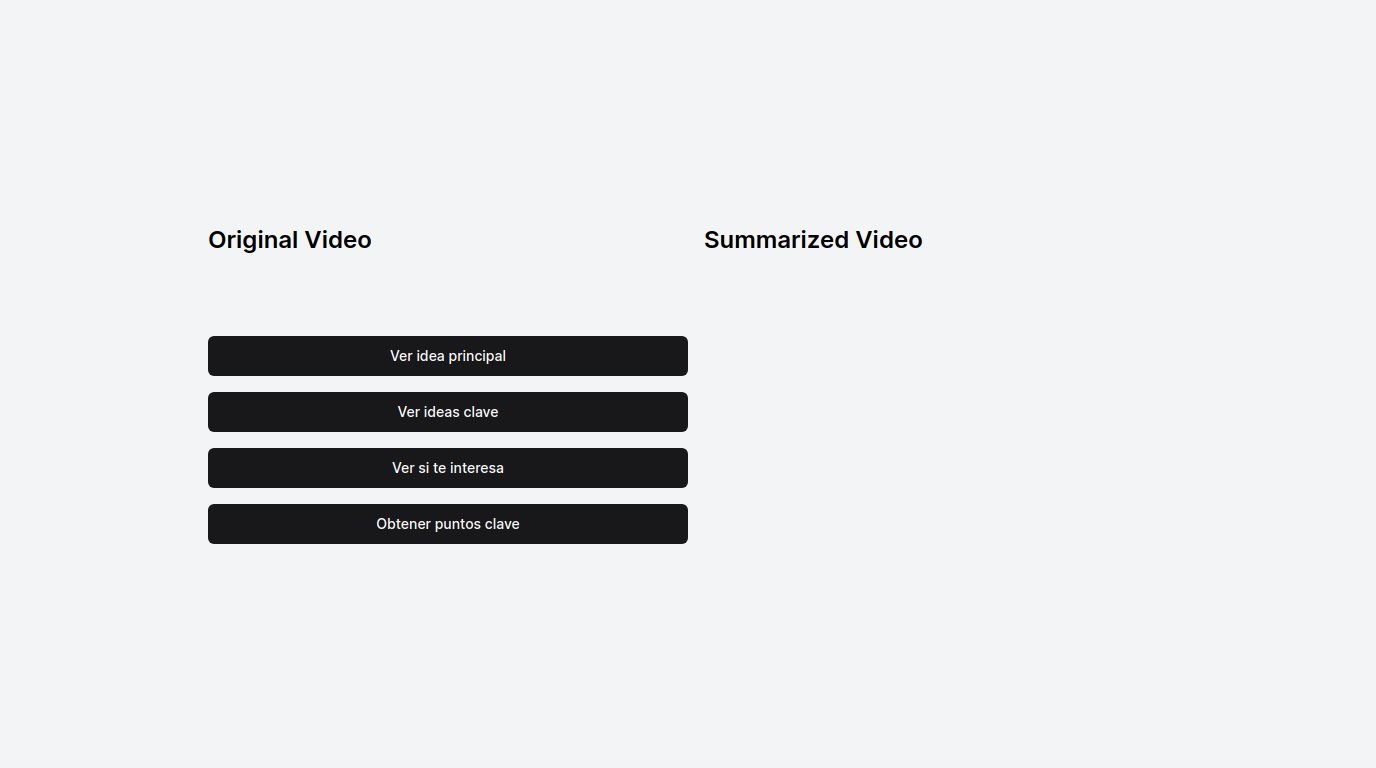 Original Video
Summarized Video
Ver idea principal
Ver ideas clave
Ver si te interesa
Obtener puntos clave